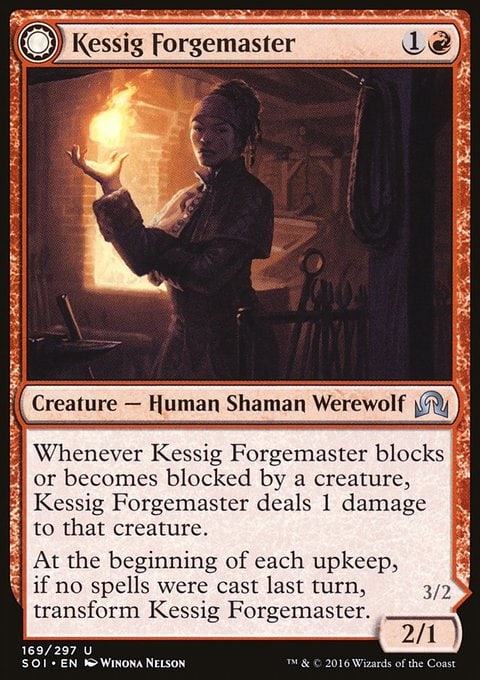 Kessig Forgemaster 1
Creature — Human Shaman Werewolf
Whenever Kessig Forgemaster blocks
or becomes blocked by a creature,
Kessig Forgemaster deals 1 damage
to that creature.
At the beginning of each upkeep,
if no spells were cast last turn,
transform Kessig Forgemaster.
3/2
2/1
169/297 U
SOI • EN Winona Nelson
™ & © 2016 Wizards of the Coast